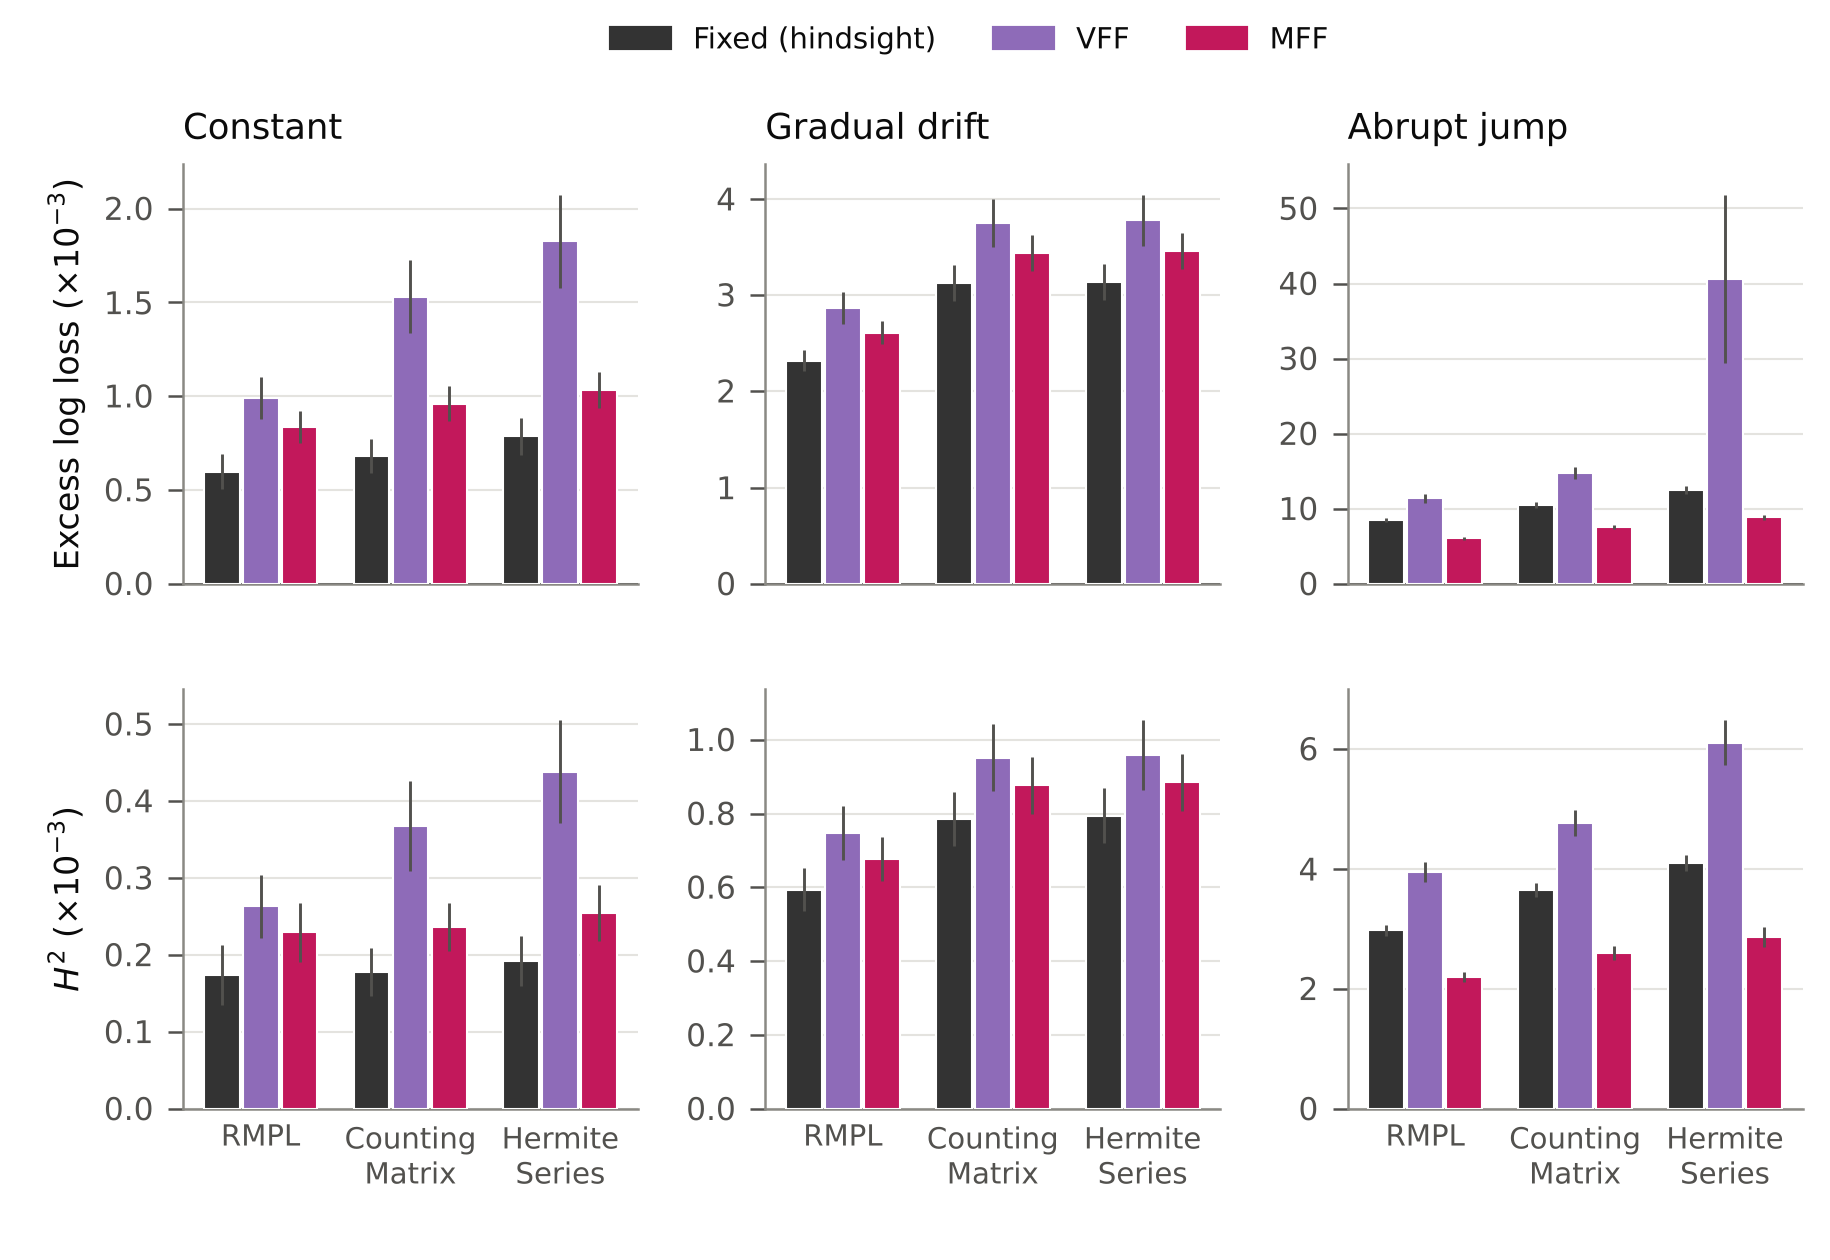 Fixed (hindsight) VFF MFF
Constant
Gradual drift
Abrupt jump
Excess log loss (×10⁻³)
2.0
1.5
1.0
0.5
0.0
4
3
2
1
0
50
40
30
20
10
0
H² (×10⁻³)
0.5
0.4
0.3
0.2
0.1
0.0
1.0
0.8
0.6
0.4
0.2
0.0
6
4
2
0
RMPL
Counting
Matrix
Hermite
Series
RMPL
Counting
Matrix
Hermite
Series
RMPL
Counting
Matrix
Hermite
Series